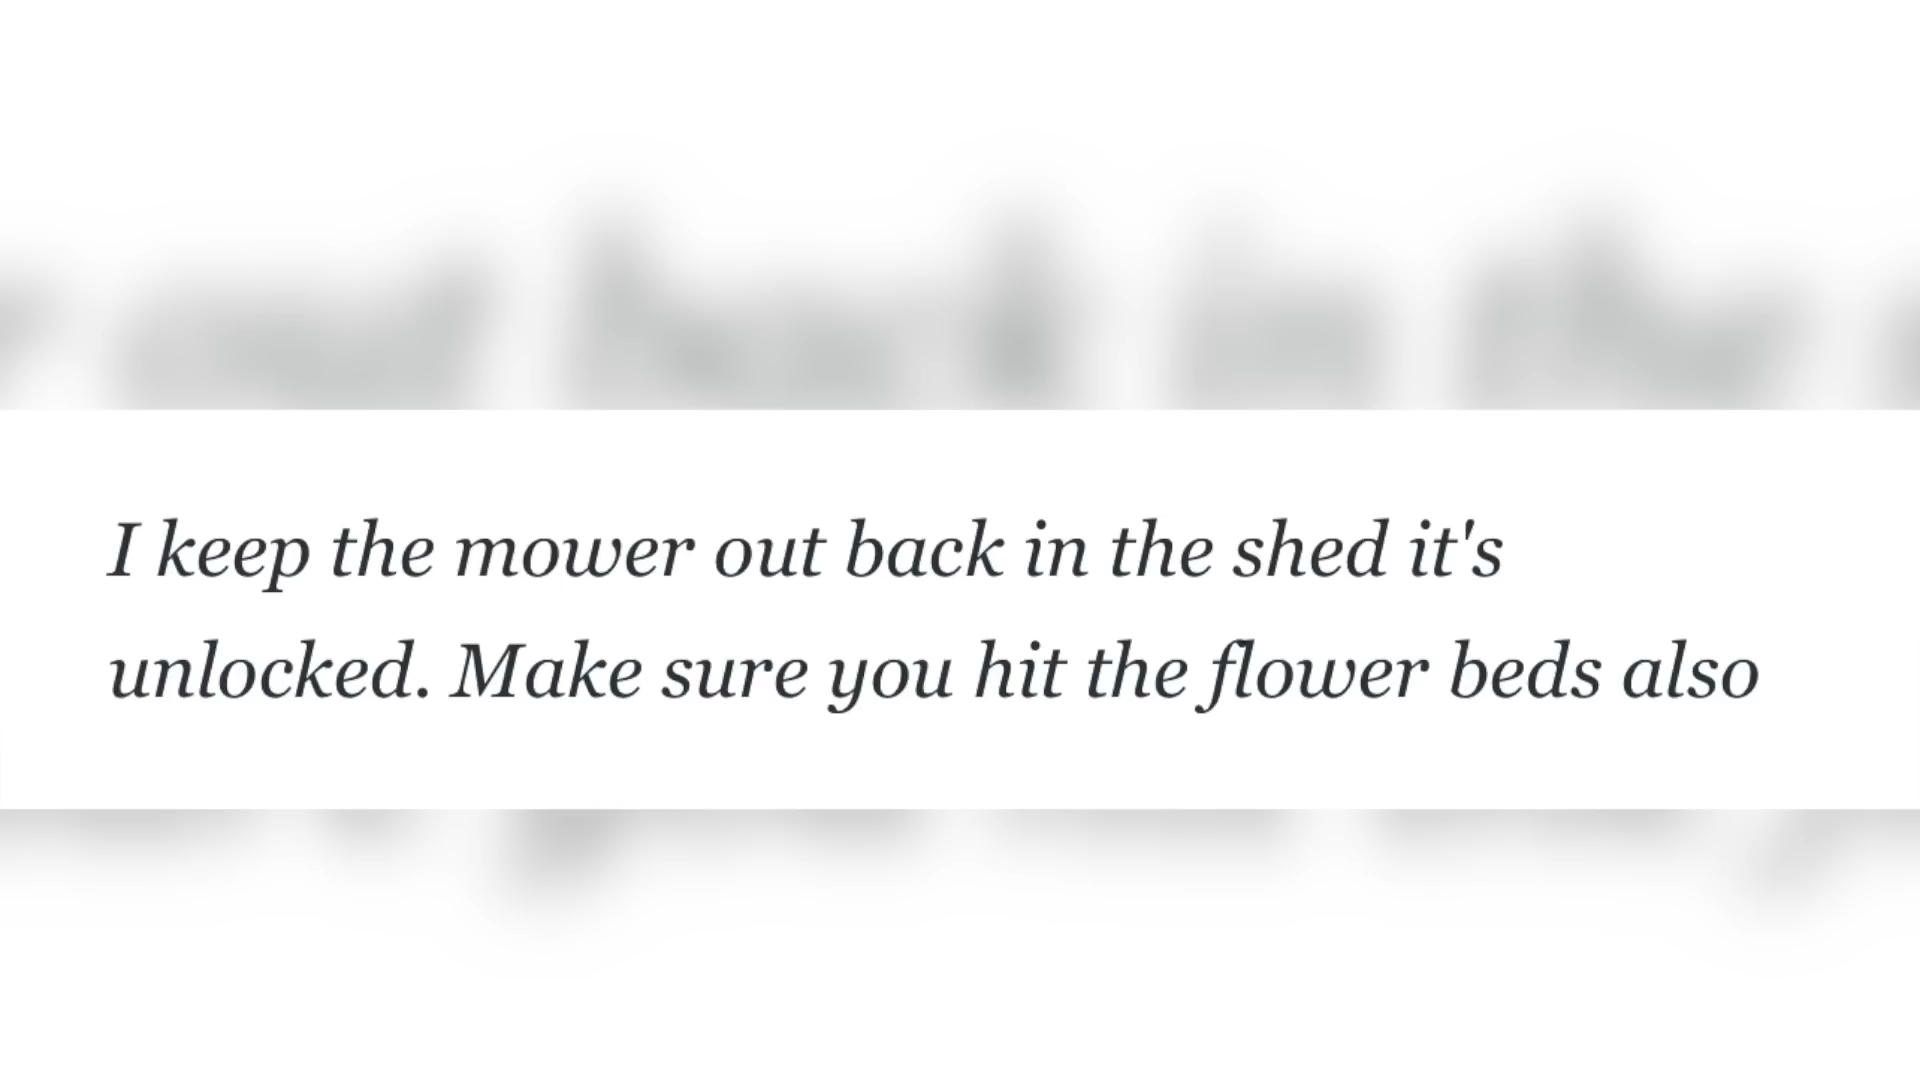 I keep the mower out back in the shed it's
unlocked. Make sure you hit the flower beds also